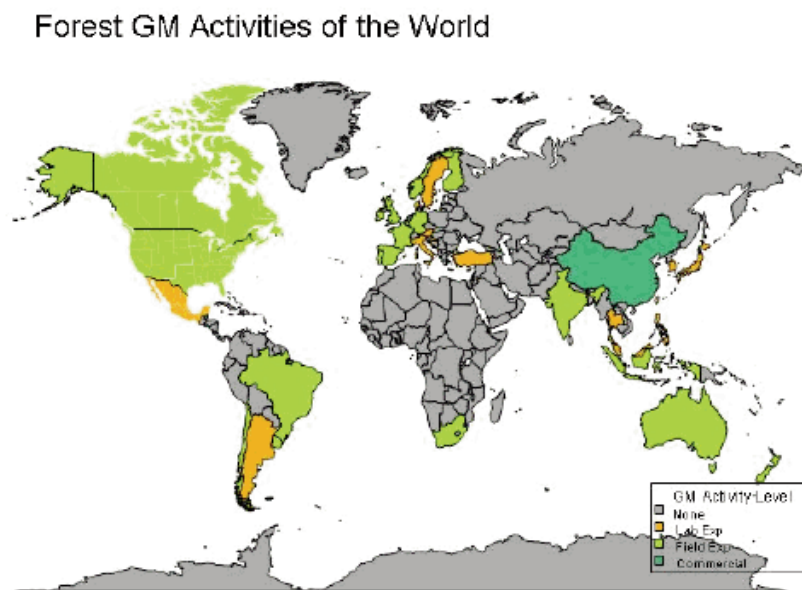 Forest GM Activities of the World
GM Activity-Level
None
Lab Exp
Field Exp
Commercial